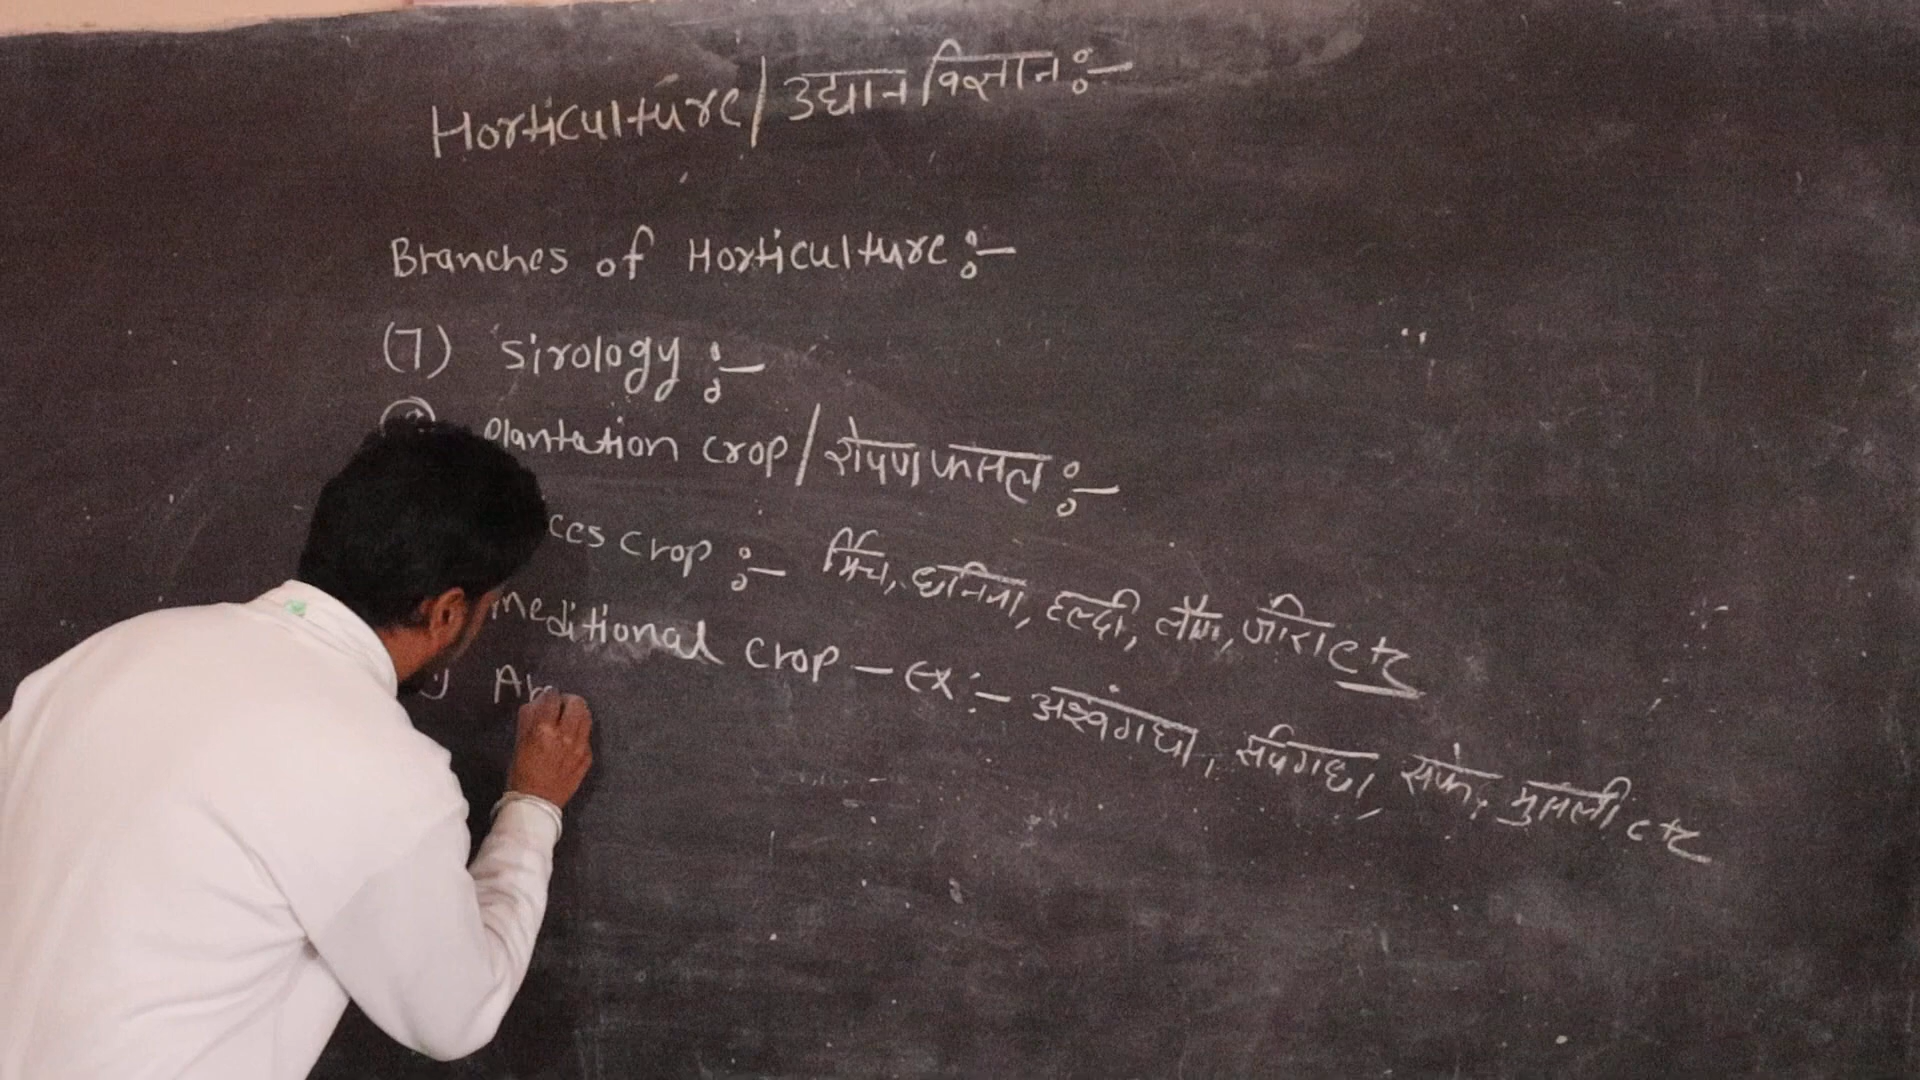 Horticulture/उद्यान विज्ञान :-
Branches of Horticulture :-
(7) Sirology :-
Plantation crop/रोपण फसल :-
ces crop :- मिर्च, धनिया, हल्दी, लौंग, जीरा etc
meditional crop - ex :- अश्वगंधा, सर्पगंधा, सफेद मुसली etc